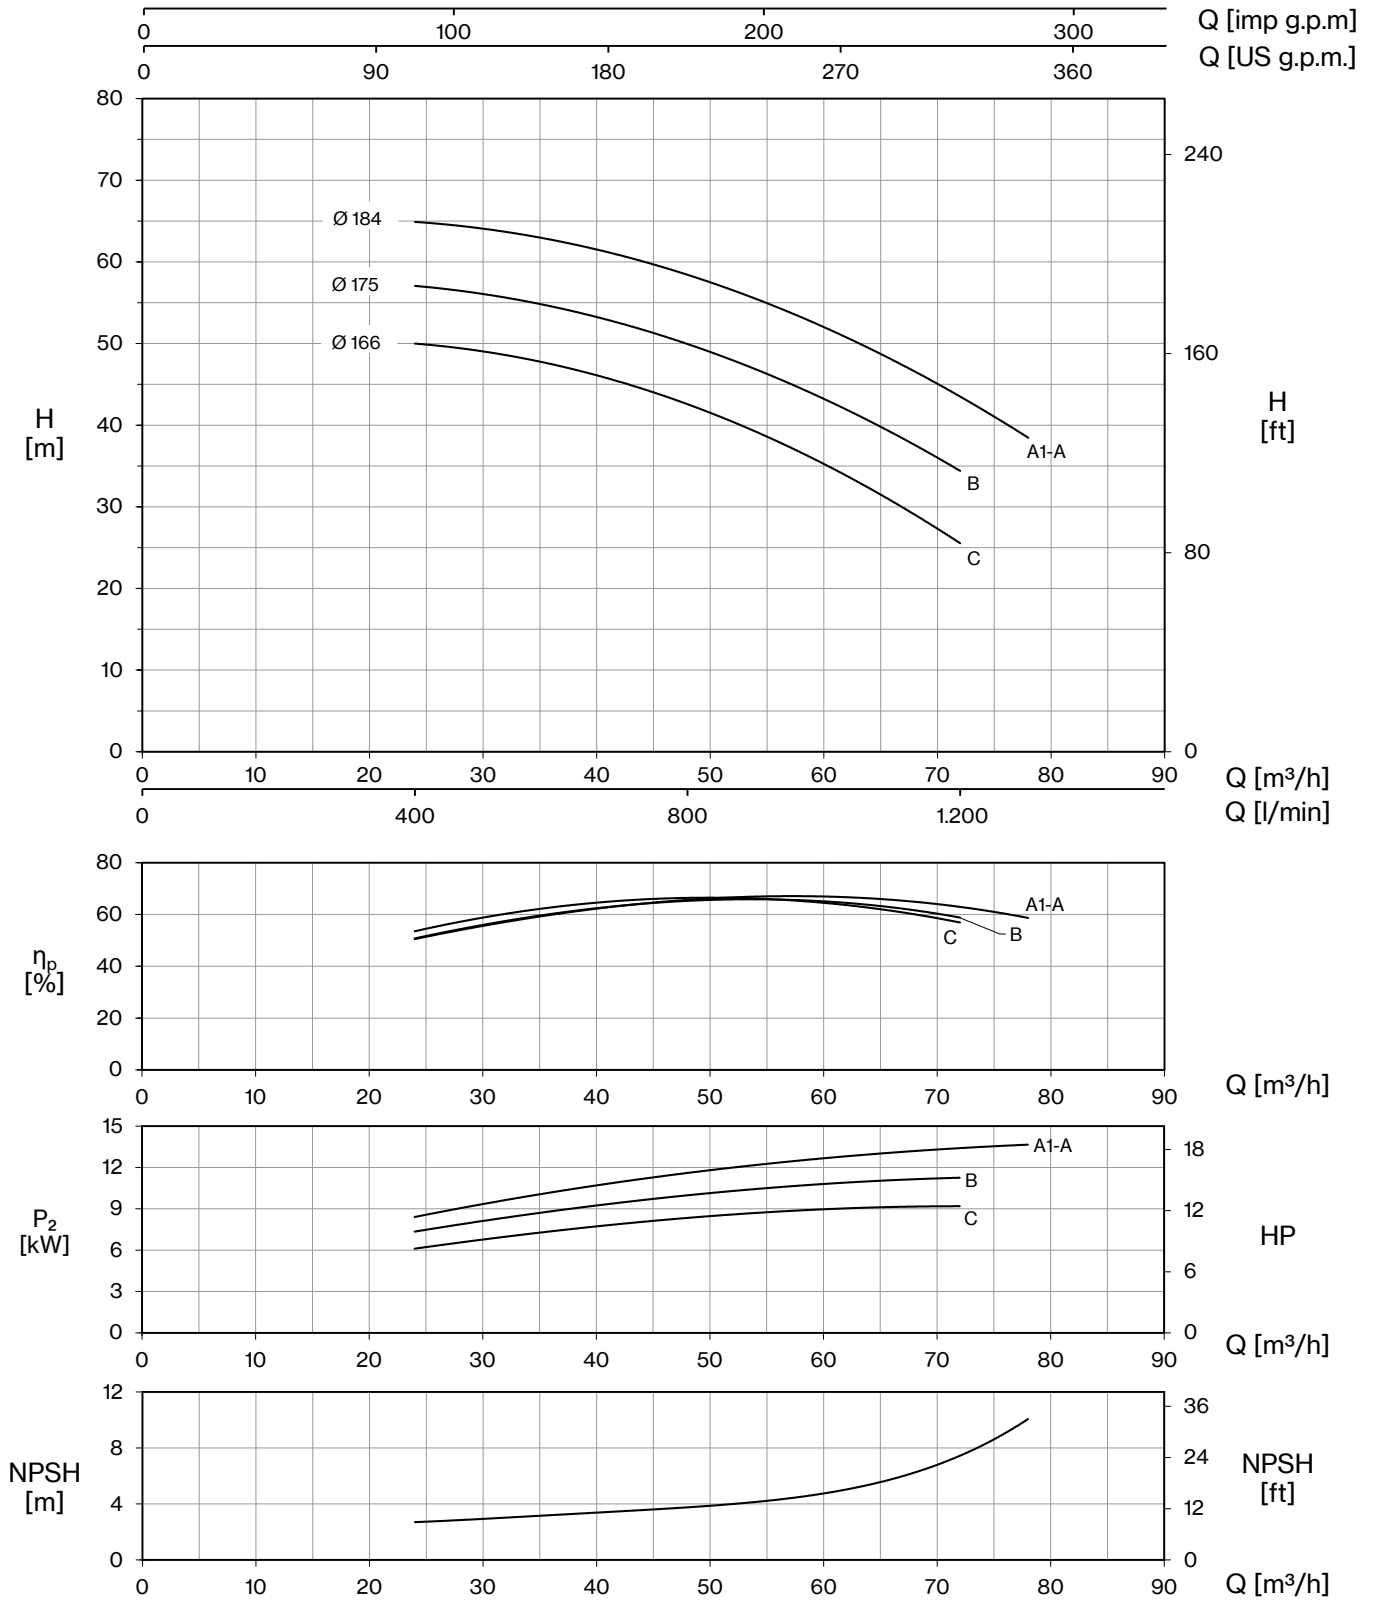 0 100 200 300 Q [imp g.p.m]
0 90 180 270 360 Q [US g.p.m.]
80
70
60
50
40
30
20
10
0
H
[m]
240
160
80
0
H
[ft]
Ø 184
Ø 175
Ø 166
A1-A
B
C
0 10 20 30 40 50 60 70 80 90 Q [m³/h]
0 400 800 1.200 Q [l/min]
80
60
40
20
0
ηp
[%]
A1-A
B
C
0 10 20 30 40 50 60 70 80 90 Q [m³/h]
15
12
9
6
3
0
P₂
[kW]
A1-A
B
C
18
12
6
0
HP
0 10 20 30 40 50 60 70 80 90 Q [m³/h]
12
8
4
0
NPSH
[m]
36
24
12
0
NPSH
[ft]
0 10 20 30 40 50 60 70 80 90 Q [m³/h]